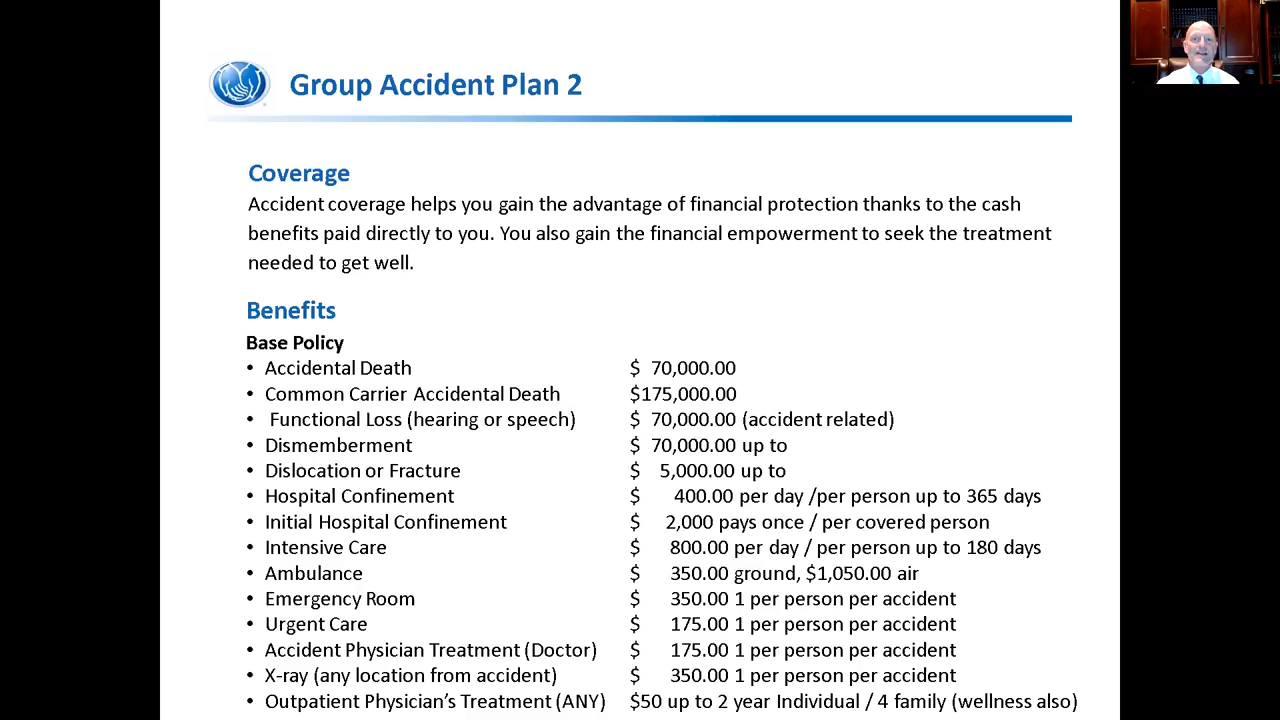 Group Accident Plan 2
Coverage
Accident coverage helps you gain the advantage of financial protection thanks to the cash
benefits paid directly to you. You also gain the financial empowerment to seek the treatment
needed to get well.
Benefits
Base Policy
• Accidental Death $ 70,000.00
• Common Carrier Accidental Death $175,000.00
• Functional Loss (hearing or speech) $ 70,000.00 (accident related)
• Dismemberment $ 70,000.00 up to
• Dislocation or Fracture $ 5,000.00 up to
• Hospital Confinement $ 400.00 per day /per person up to 365 days
• Initial Hospital Confinement $ 2,000 pays once / per covered person
• Intensive Care $ 800.00 per day / per person up to 180 days
• Ambulance $ 350.00 ground, $1,050.00 air
• Emergency Room $ 350.00 1 per person per accident
• Urgent Care $ 175.00 1 per person per accident
• Accident Physician Treatment (Doctor) $ 175.00 1 per person per accident
• X-ray (any location from accident) $ 350.00 1 per person per accident
• Outpatient Physician's Treatment (ANY) $50 up to 2 year Individual / 4 family (wellness also)